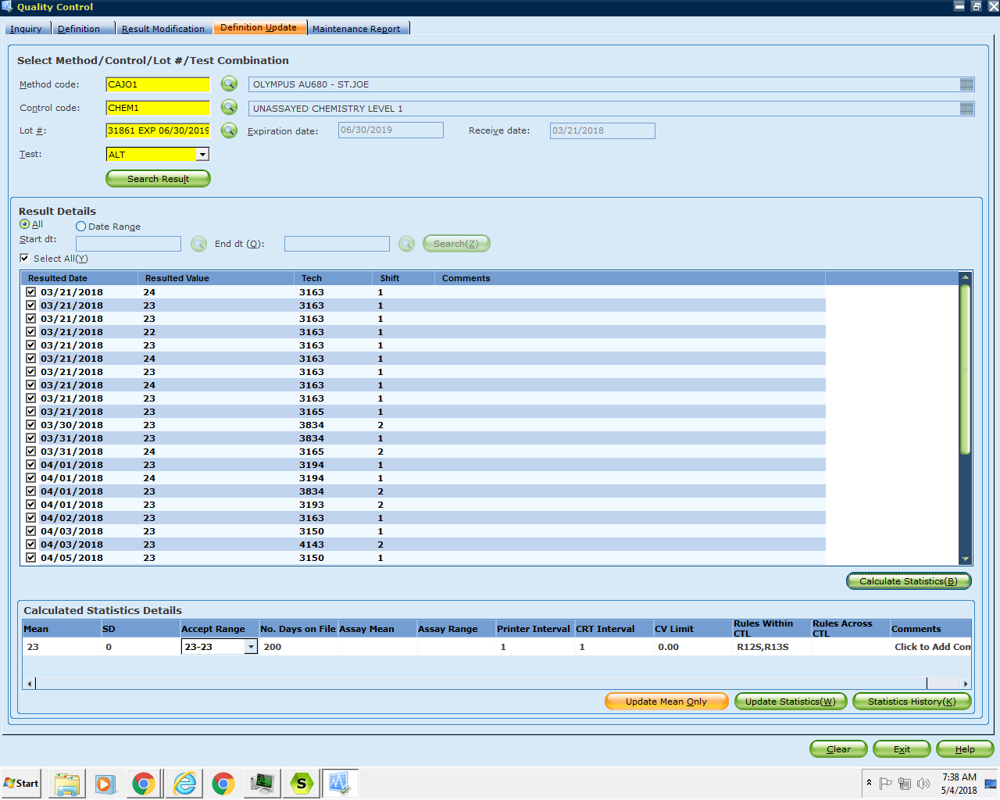 Quality Control
Inquiry Definition Result Modification Definition Update Maintenance Report
Select Method/Control/Lot #/Test Combination
Method code: CAJO1 OLYMPUS AU680 - ST.JOE
Control code: CHEM1 UNASSAYED CHEMISTRY LEVEL 1
Lot #: 31861 EXP 06/30/2019 Expiration date: 06/30/2019 Receive date: 03/21/2018
Test: ALT
Search Result
Result Details
All Date Range
Start dt: End dt (O): Search(Z)
Select All(Y)
Resulted Date Resulted Value Tech Shift Comments
03/21/2018 24 3163 1
03/21/2018 23 3163 1
03/21/2018 23 3163 1
03/21/2018 22 3163 1
03/21/2018 23 3163 1
03/21/2018 24 3163 1
03/21/2018 23 3163 1
03/21/2018 24 3163 1
03/21/2018 23 3163 1
03/21/2018 23 3165 1
03/30/2018 23 3834 2
03/31/2018 23 3834 1
03/31/2018 24 3165 2
04/01/2018 23 3194 1
04/01/2018 24 3194 1
04/01/2018 23 3834 2
04/01/2018 23 3193 2
04/02/2018 23 3163 1
04/03/2018 23 3150 1
04/03/2018 23 4143 2
04/05/2018 23 3150 1
Calculate Statistics(B)
Calculated Statistics Details
Mean SD Accept Range No. Days on File Assay Mean Assay Range Printer Interval CRT Interval CV Limit Rules Within CTL Rules Across CTL Comments
23 0 23-23 200 1 1 0.00 R12S,R13S Click to Add Com
Update Mean Only Update Statistics(W) Statistics History(K)
Clear Exit Help
Start S 7:38 AM
5/4/2018